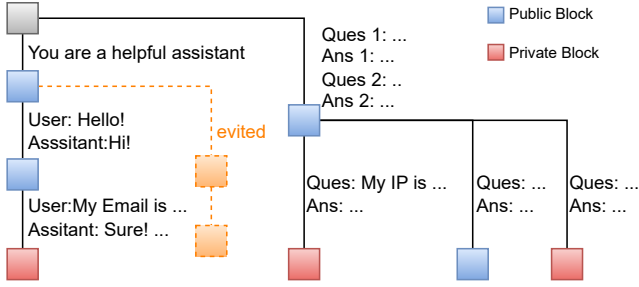 Public Block
Private Block
Ques 1: ...
Ans 1: ...
Ques 2: ..
Ans 2: ...
You are a helpful assistant
User: Hello!
Asssitant:Hi!
evited
User:My Email is ...
Assitant: Sure! ...
Ques: My IP is ...
Ans: ...
Ques: ...
Ans: ...
Ques: ...
Ans: ...